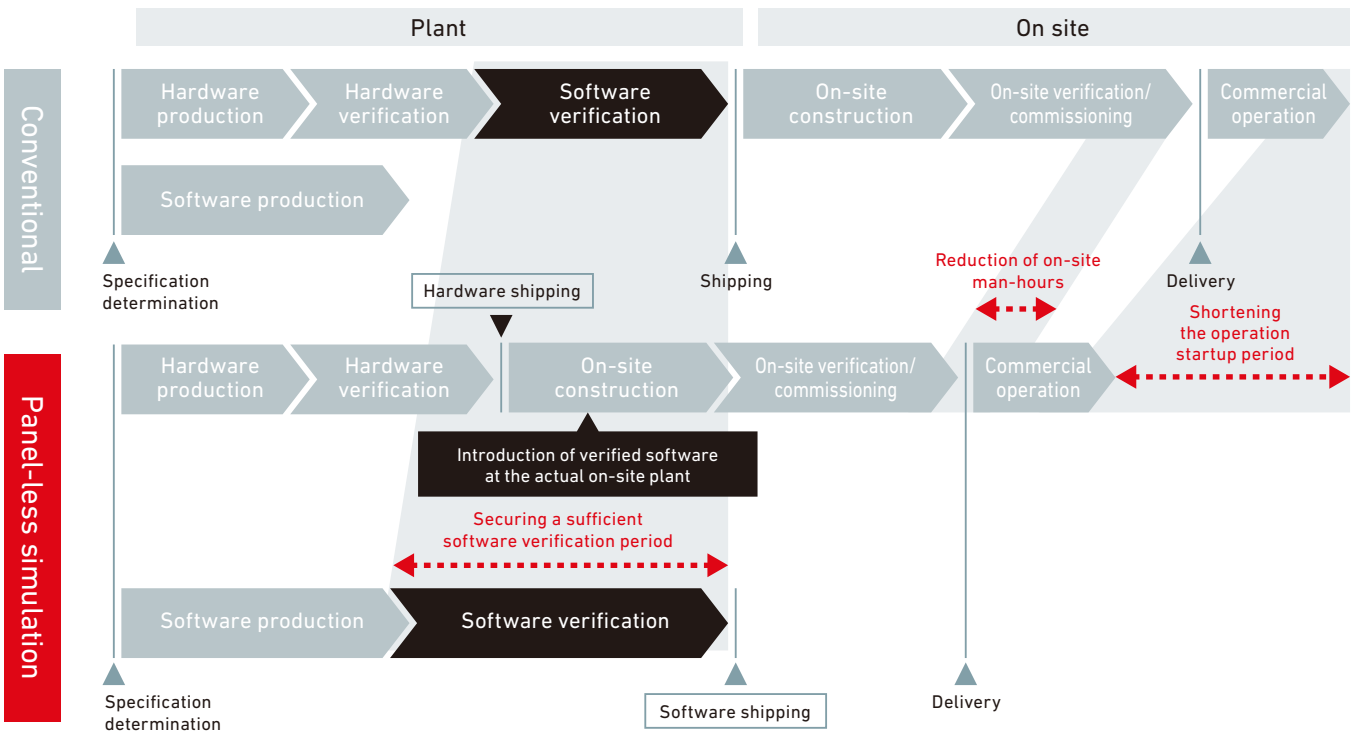 Plant
On site
Conventional
Hardware
production
Hardware
verification
Software
verification
On-site
construction
On-site verification/
commissioning
Commercial
operation
Software production
Specification
determination
Hardware shipping
Shipping
Reduction of on-site
man-hours
Delivery
Shortening
the operation
startup period
Panel-less simulation
Hardware
production
Hardware
verification
On-site
construction
On-site verification/
commissioning
Commercial
operation
Introduction of verified software
at the actual on-site plant
Securing a sufficient
software verification period
Software production
Software verification
Specification
determination
Software shipping
Delivery